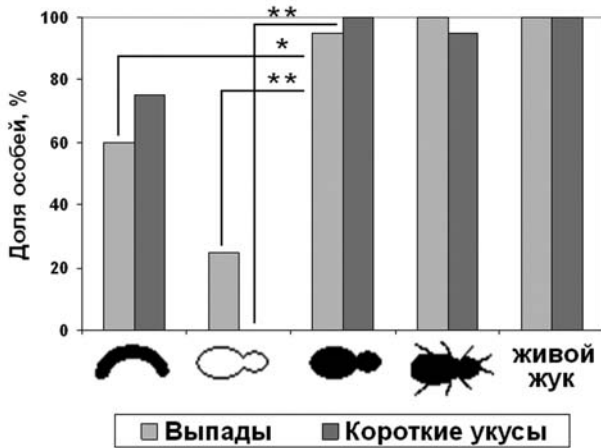 Доля особей, %
100
80
60
40
20
0
**
*
**
живой
жук
Выпады
Короткие укусы